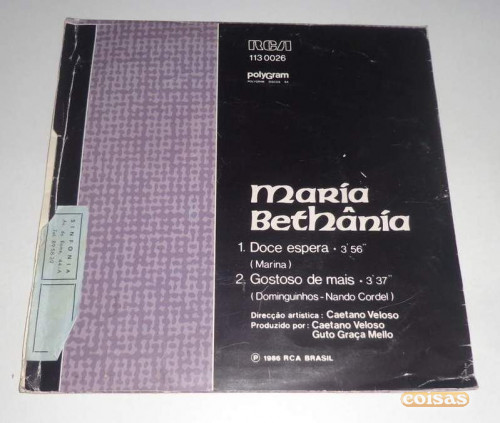 RCA
113 0026
polyGram
Maria
Bethânia
1. Doce espera • 3'56"
(Marina)
2. Gostoso de mais • 3'37"
(Dominguinhos - Nando Cordel)
Direcção artística: Caetano Veloso
Produzido por: Caetano Veloso
Guto Graça Mello
Ⓟ 1986 RCA BRASIL
SINFONIA
coisas